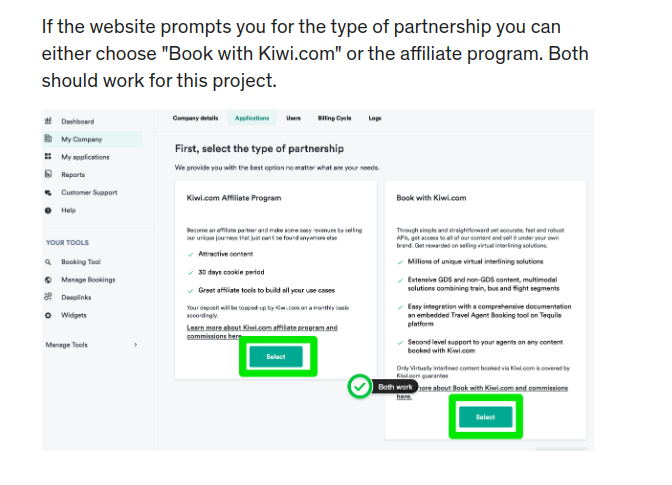 If the website prompts you for the type of partnership you can
either choose "Book with Kiwi.com" or the affiliate program. Both
should work for this project.
Dashboard
My Company
My applications
Reports
Customer Support
Help
YOUR TOOLS
Booking Tool
Manage Bookings
Deeplinks
Widgets
Manage Tools
Company details Applications Users Billing Cycle Logs
First, select the type of partnership
We provide you with the best option no matter what are your needs.
Kiwi.com Affiliate Program
Become an affiliate partner and make some easy revenues by selling
our unique journeys that just can't be found anywhere else
Attractive content
30 days cookie period
Great affiliate tools to build all your use cases
Your deposit will be topped-up by Kiwi.com on a monthly basis
accordingly.
Learn more about Kiwi.com affiliate program and
commissions here.
Select
Book with Kiwi.com
Through simple and straightforward yet accurate, fast and robust
APIs, get access to all of our content and sell it under your own
brand. Get rewarded on selling virtual interlining solutions.
Millions of unique virtual interlining solutions
Extensive GDS and non-GDS content, multimodal
solutions combining train, bus and flight segments
Easy integration with a comprehensive documentation
an embedded Travel Agent Booking tool on Tequila
platform
Second level support to your agents on any content
booked with Kiwi.com
Only Virtually Interlined content booked via Kiwi.com is covered by
Kiwi.com guarantee
Both work
more about Book with Kiwi.com and commissions
here.
Select